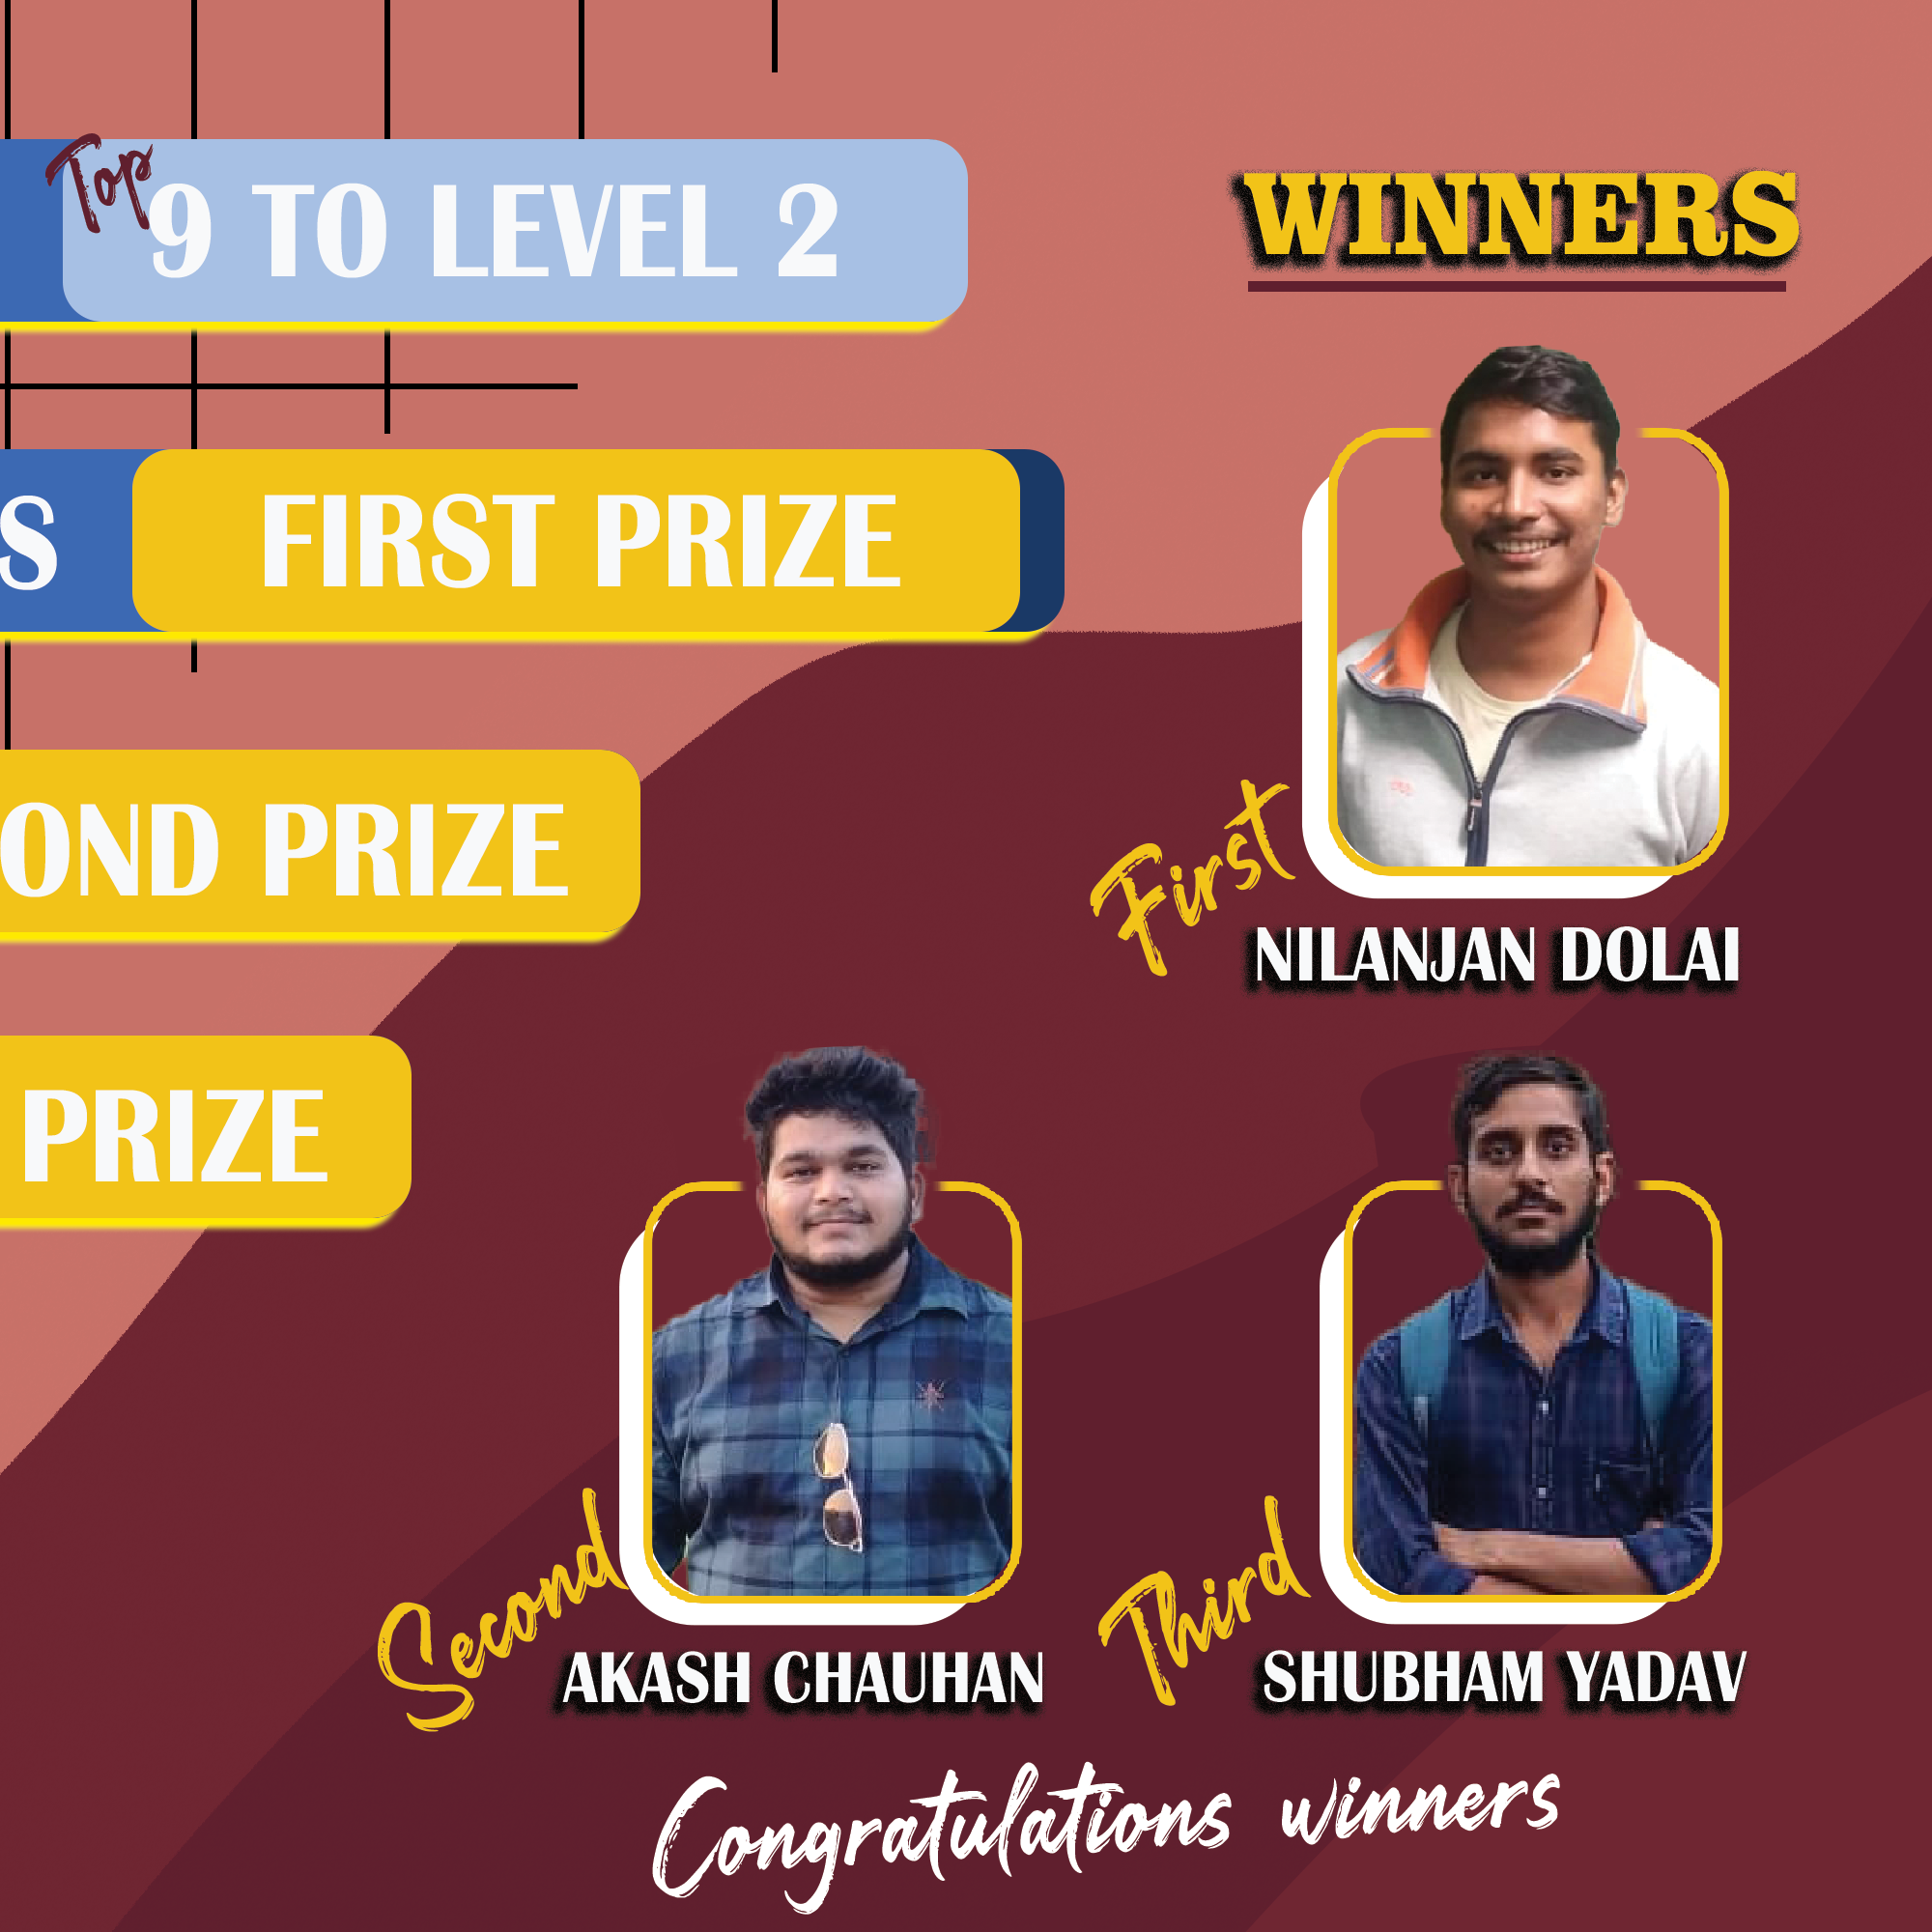 Top
9 TO LEVEL 2
WINNERS
S FIRST PRIZE
OND PRIZE
First
NILANJAN DOLAI
PRIZE
Second
AKASH CHAUHAN
Third
SHUBHAM YADAV
Congratulations winners